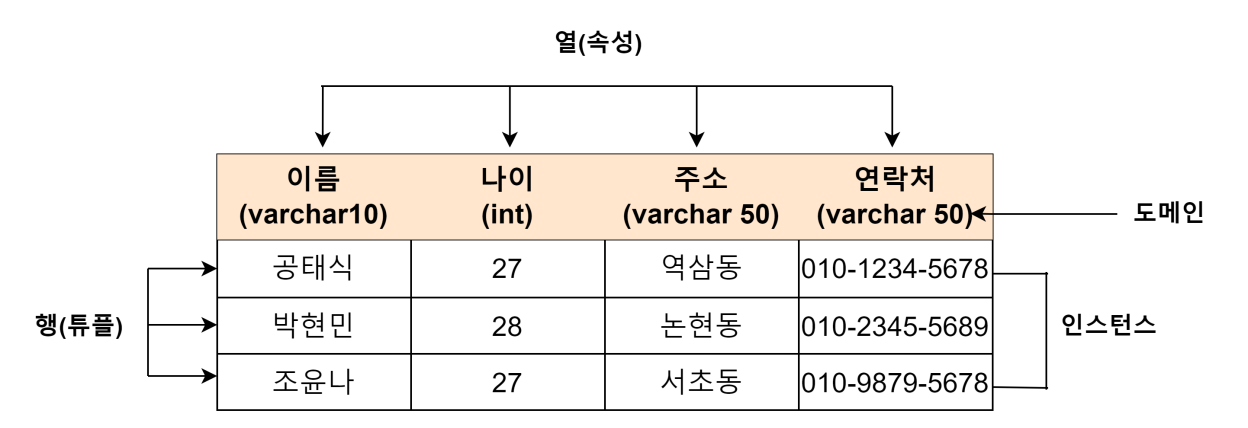 열(속성)
이름 나이 주소 연락처
(varchar10) (int) (varchar 50) (varchar 50)
도메인
공태식 27 역삼동 010-1234-5678
행(튜플) 박현민 28 논현동 010-2345-5689 인스턴스
조윤나 27 서초동 010-9879-5678